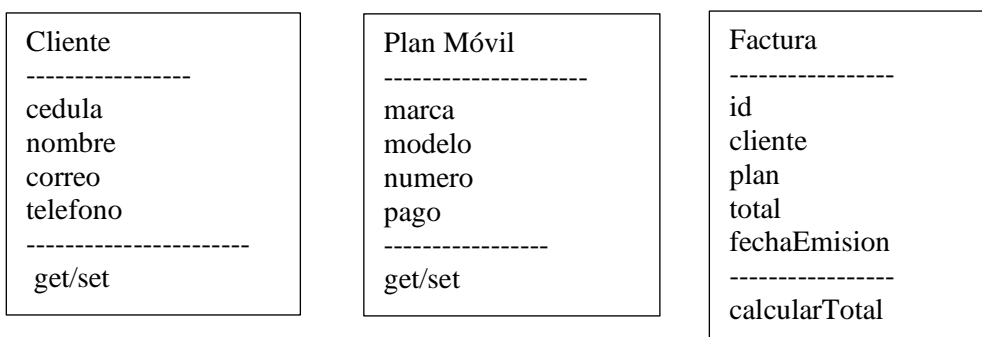 Cliente
-----------------
cedula
nombre
correo
telefono
-----------------------
get/set
Plan Móvil
---------------------
marca
modelo
numero
pago
-----------------
get/set
Factura
-----------------
id
cliente
plan
total
fechaEmision
-----------------
calcularTotal